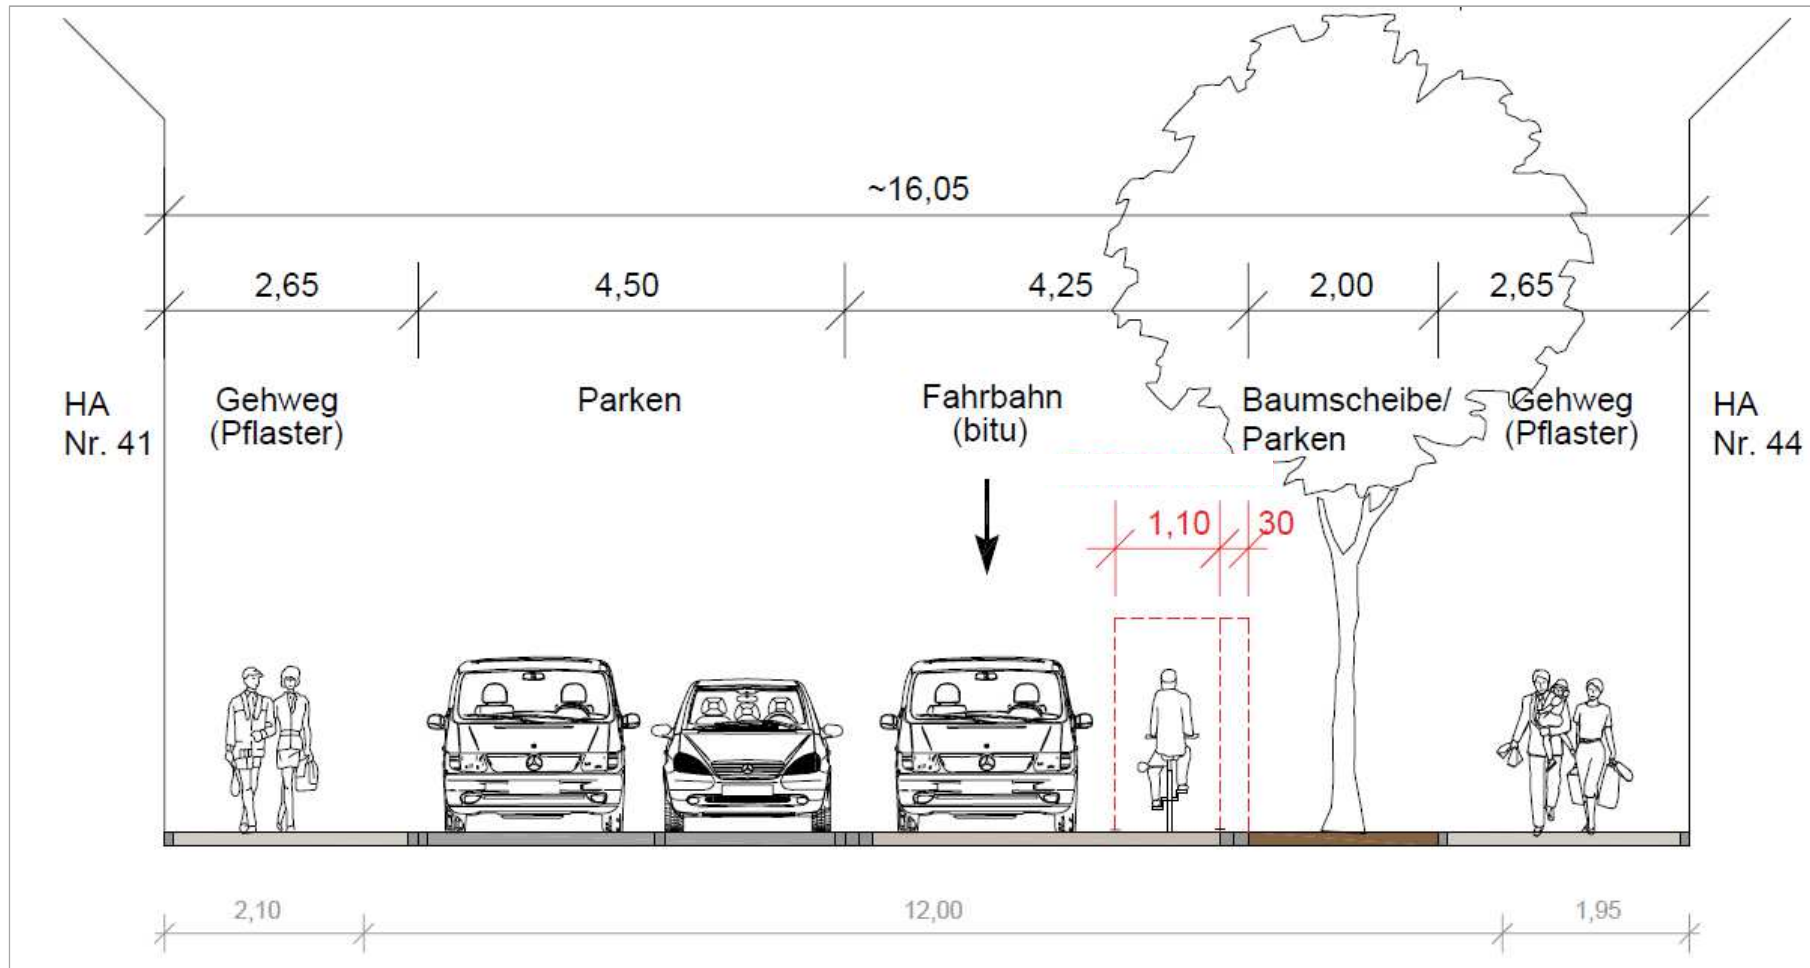 ~16,05
2,65
4,50
4,25
2,00
2,65
HA
Nr. 41
Gehweg
(Pflaster)
Parken
Fahrbahn
(bitu)
Baumscheibe/
Parken
Gehweg
(Pflaster)
HA
Nr. 44
1,10
30
2,10
12,00
1,95